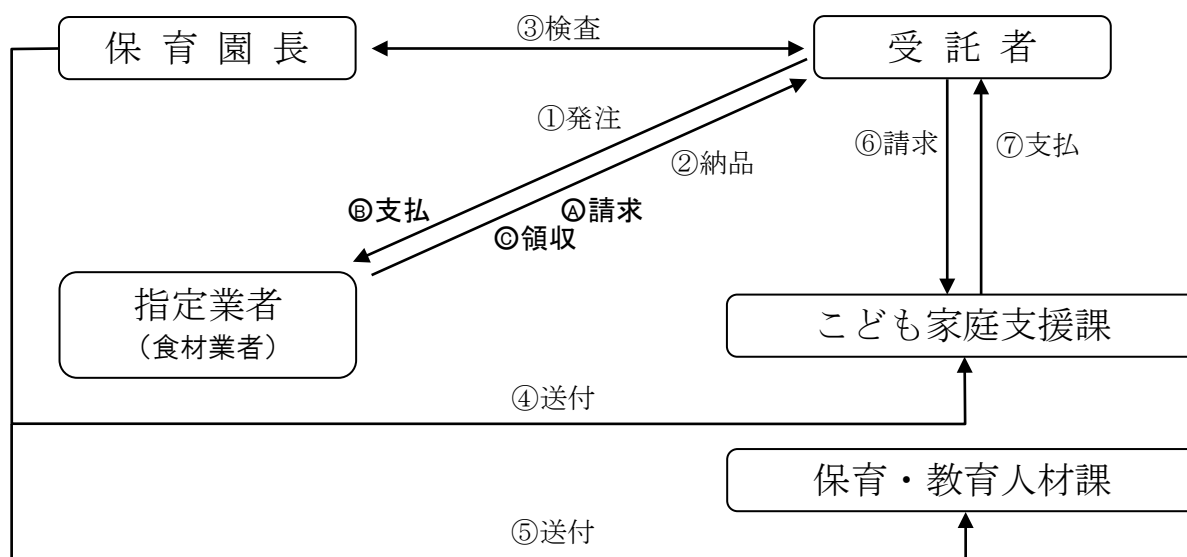 保育園長
③検査
受託者
①発注
②納品
⑥請求
⑦支払
Ⓑ支払
Ⓐ請求
Ⓒ領収
指定業者
（食材業者）
こども家庭支援課
④送付
保育・教育人材課
⑤送付